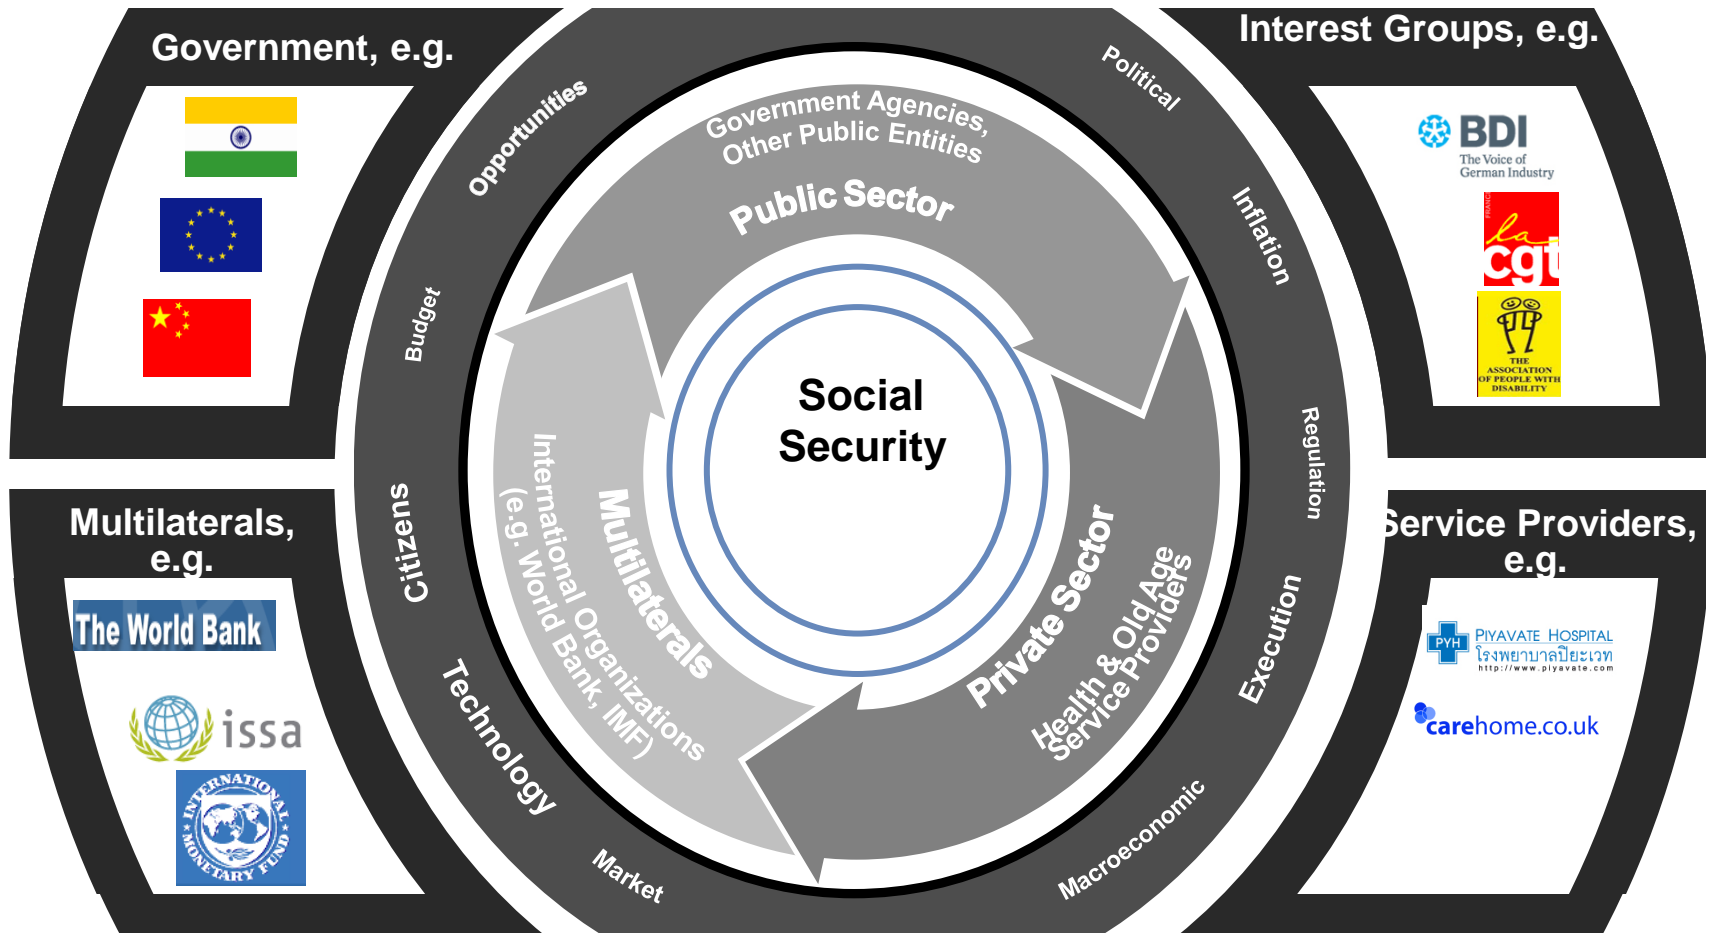 Government, e.g.
Interest Groups, e.g.
BDI
The Voice of
German Industry
FRANCE
la
cgt
THE
ASSOCIATION
OF PEOPLE WITH
DISABILITY
Opportunities
Political
Inflation
Budget
Regulation
Citizens
Execution
Technology
Macroeconomic
Market
Government Agencies,
Other Public Entities
Public Sector
Social
Security
Multilaterals
International Organizations
(e.g. World Bank, IMF)
Private Sector
Health & Old Age
Service Providers
Multilaterals,
e.g.
The World Bank
issa
INTERNATIONAL
MONETARY FUND
Service Providers,
e.g.
PYH
PIYAVATE HOSPITAL
โรงพยาบาลปิยะเวท
http://www.piyavate.com
carehome.co.uk